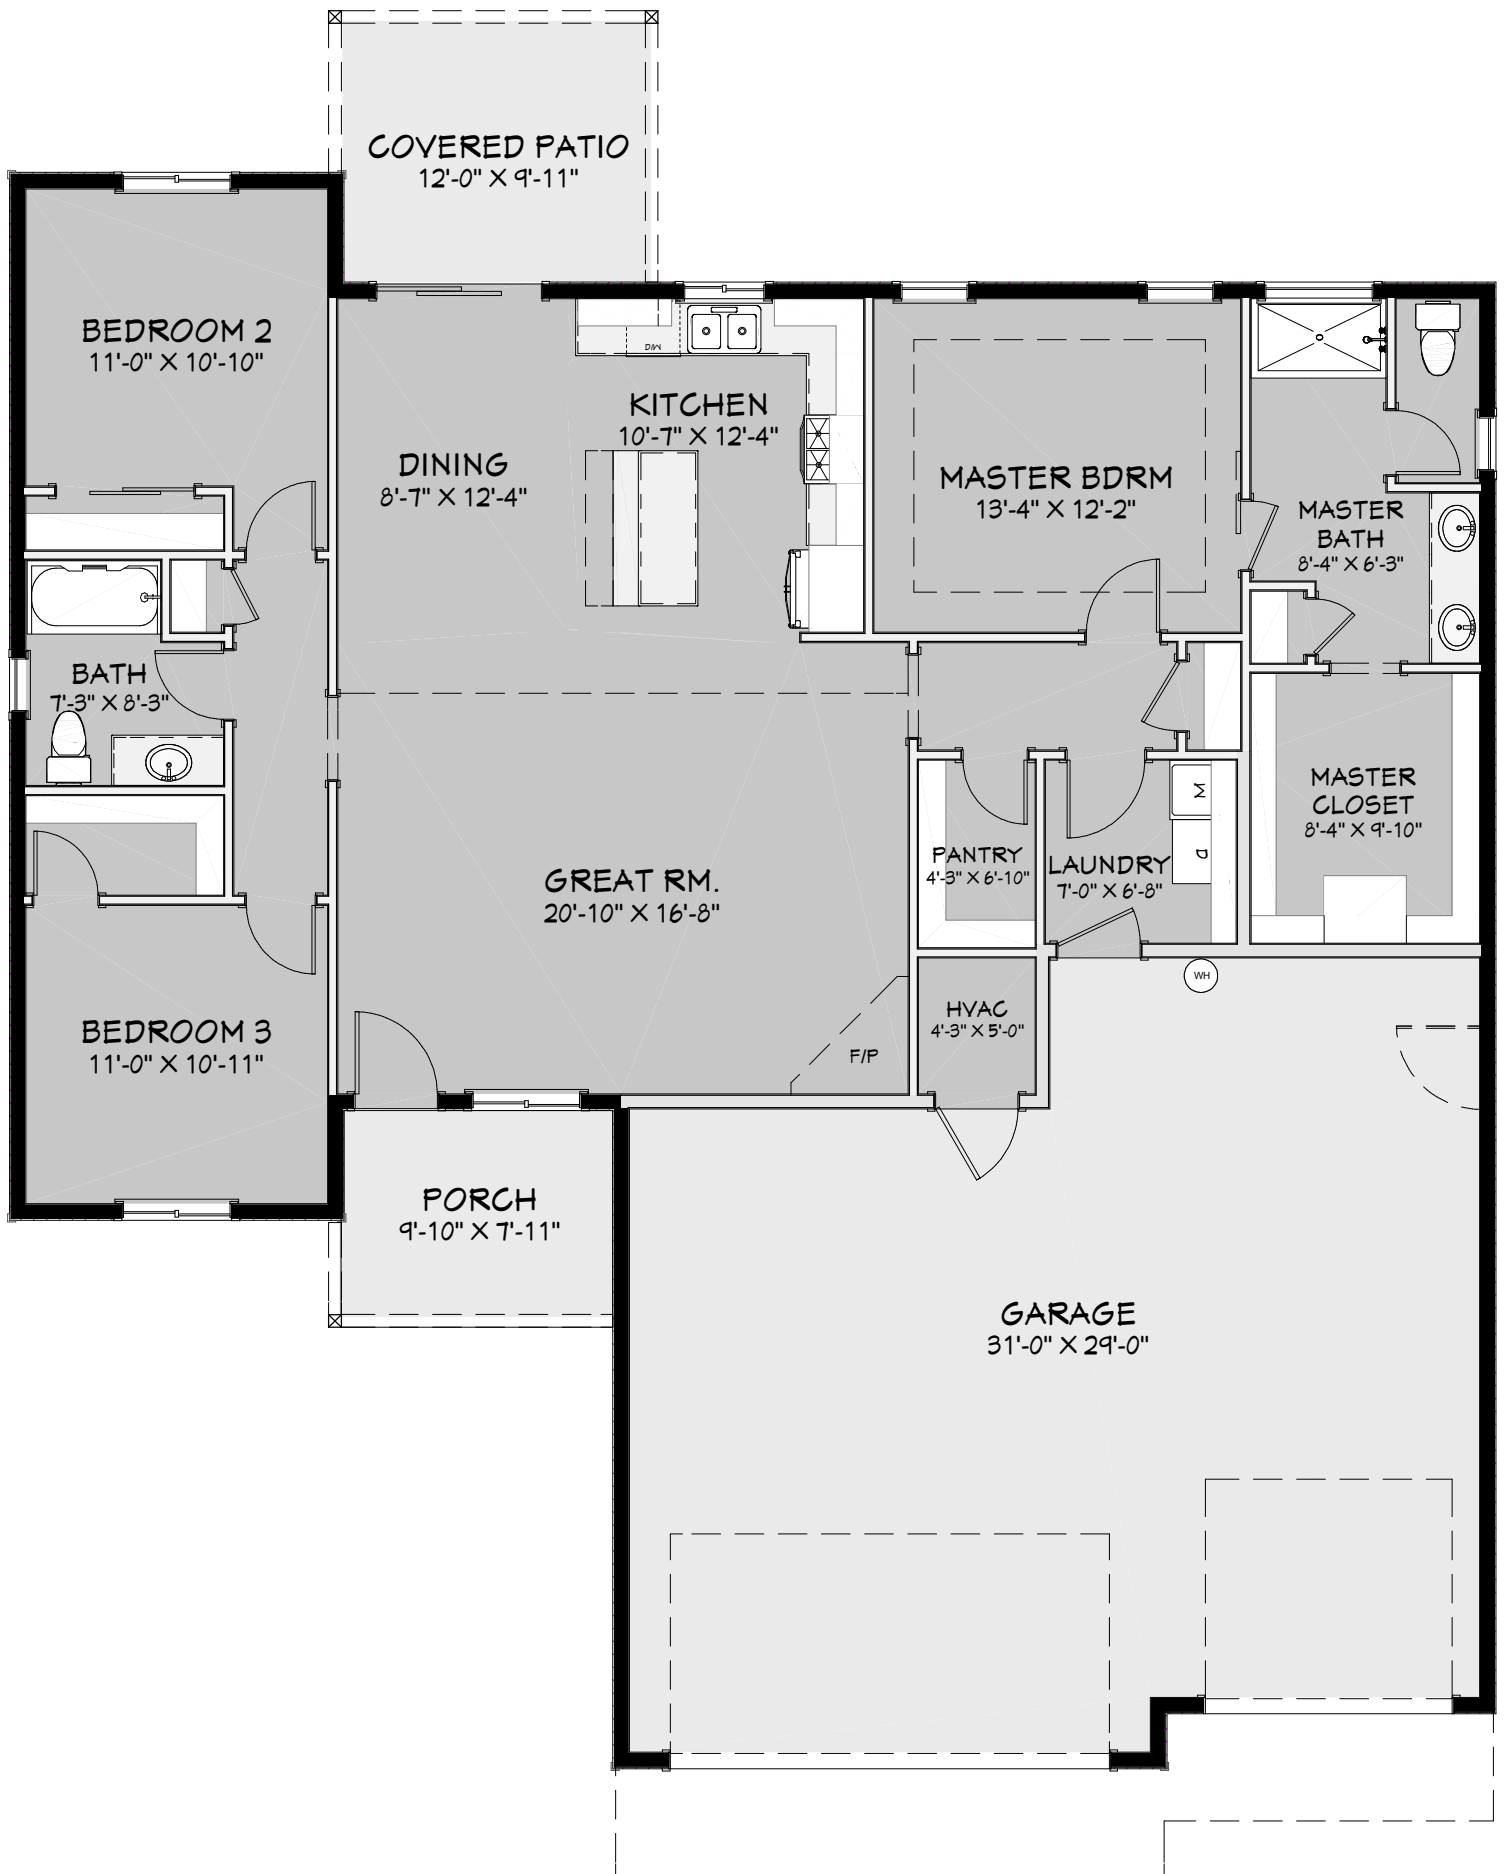 COVERED PATIO
12'-0" X 9'-11"
BEDROOM 2
11'-0" X 10'-10"
D/W
KITCHEN
10'-7" X 12'-4"
DINING
8'-7" X 12'-4"
MASTER BDRM
13'-4" X 12'-2"
MASTER
BATH
8'-4" X 6'-3"
BATH
7'-3" X 8'-3"
MASTER
CLOSET
8'-4" X 9'-10"
W
D
PANTRY
4'-3" X 6'-10"
LAUNDRY
7'-0" X 6'-8"
GREAT RM.
20'-10" X 16'-8"
WH
HVAC
4'-3" X 5'-0"
F/P
BEDROOM 3
11'-0" X 10'-11"
PORCH
9'-10" X 7'-11"
GARAGE
31'-0" X 29'-0"